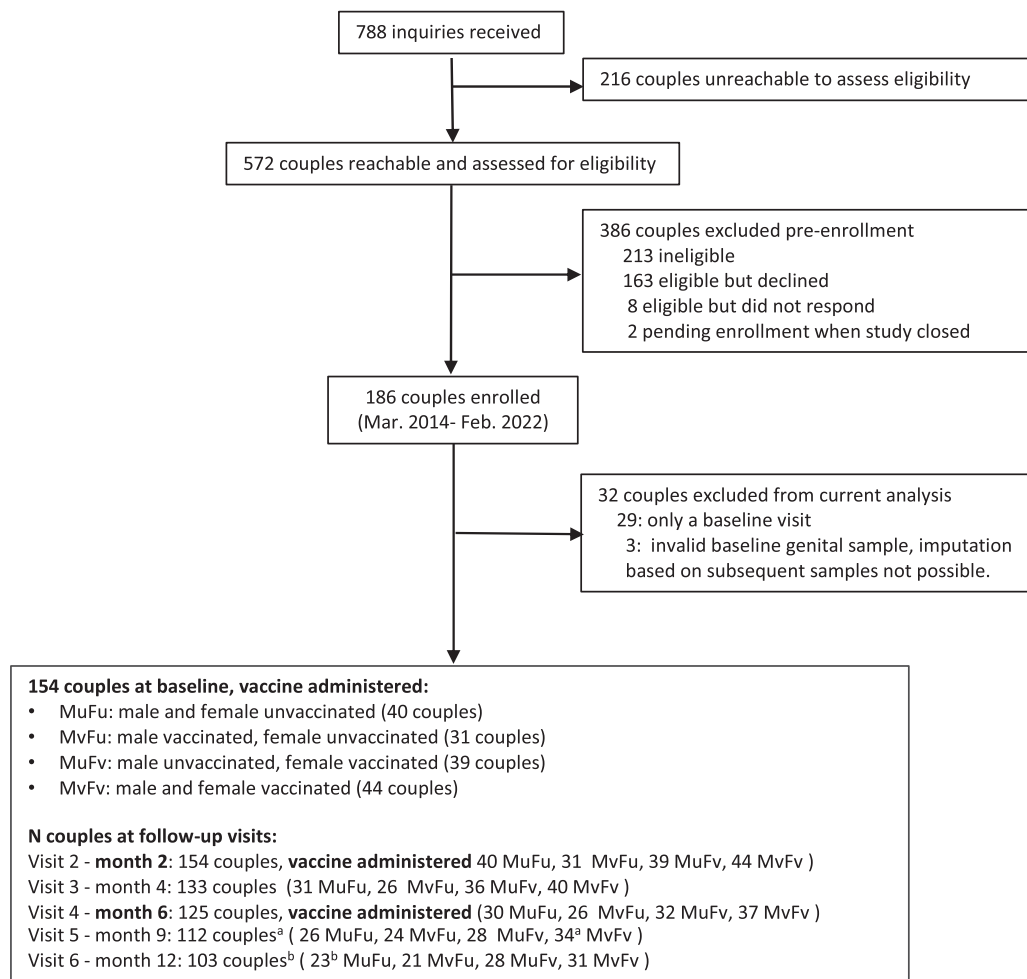 788 inquiries received
216 couples unreachable to assess eligibility
572 couples reachable and assessed for eligibility
386 couples excluded pre-enrollment
213 ineligible
163 eligible but declined
8 eligible but did not respond
2 pending enrollment when study closed
186 couples enrolled
(Mar. 2014- Feb. 2022)
32 couples excluded from current analysis
29: only a baseline visit
3: invalid baseline genital sample, imputation
based on subsequent samples not possible.
154 couples at baseline, vaccine administered:
• MuFu: male and female unvaccinated (40 couples)
• MvFu: male vaccinated, female unvaccinated (31 couples)
• MuFv: male unvaccinated, female vaccinated (39 couples)
• MvFv: male and female vaccinated (44 couples)
N couples at follow-up visits:
Visit 2 - month 2: 154 couples, vaccine administered 40 MuFu, 31 MvFu, 39 MuFv, 44 MvFv )
Visit 3 - month 4: 133 couples (31 MuFu, 26 MvFu, 36 MuFv, 40 MvFv )
Visit 4 - month 6: 125 couples, vaccine administered (30 MuFu, 26 MvFu, 32 MuFv, 37 MvFv )
Visit 5 - month 9: 112 couplesᵃ ( 26 MuFu, 24 MvFu, 28 MuFv, 34ᵃ MvFv )
Visit 6 - month 12: 103 couplesᵇ ( 23ᵇ MuFu, 21 MvFu, 28 MuFv, 31 MvFv )